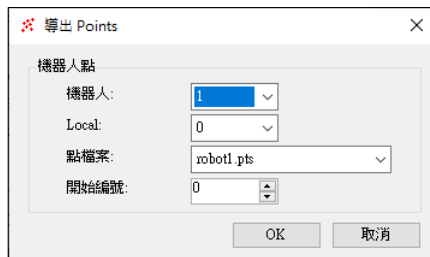 導出 Points
機器人點
機器人: 1
Local: 0
點檔案: robot1.pts
開始編號: 0
OK 取消